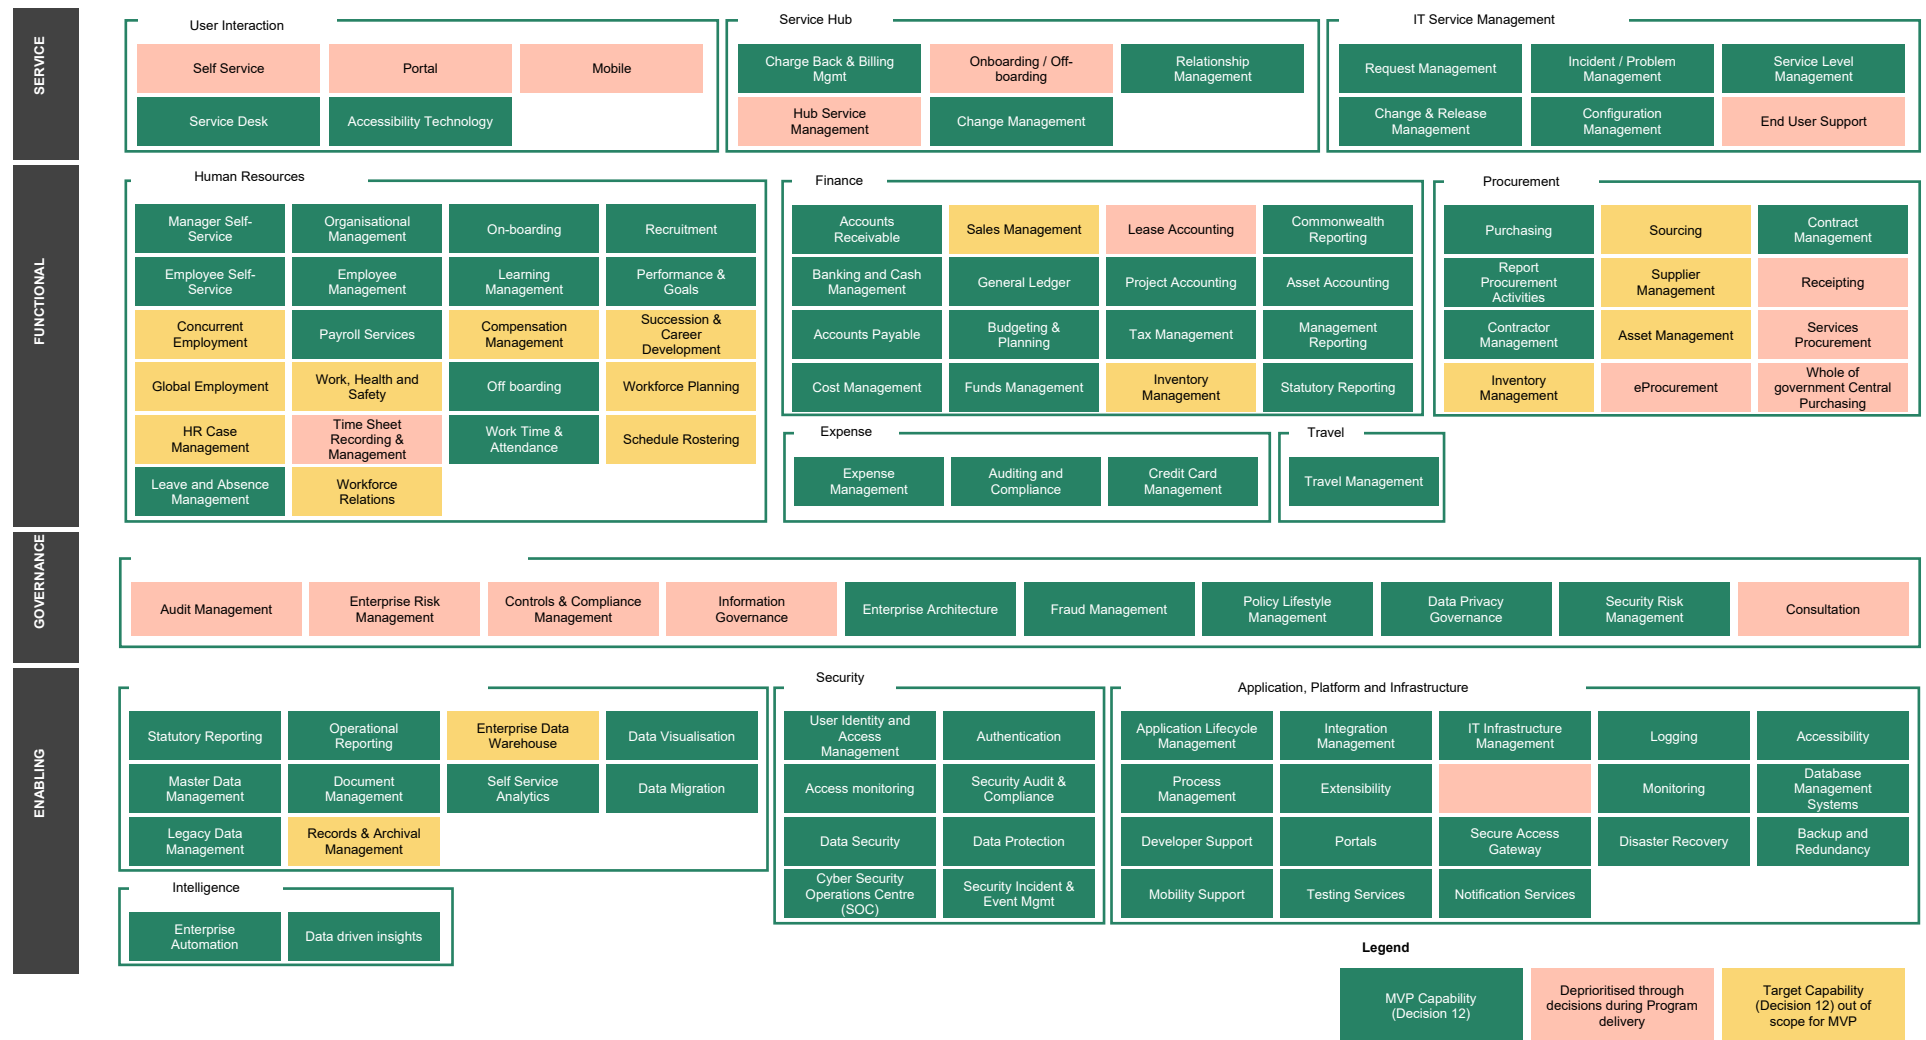 SERVICE
User Interaction
Self Service
Portal
Mobile
Service Desk
Accessibility Technology
Service Hub
Charge Back & Billing
Mgmt
Onboarding / Off-
boarding
Relationship
Management
Hub Service
Management
Change Management
IT Service Management
Request Management
Incident / Problem
Management
Service Level
Management
Change & Release
Management
Configuration
Management
End User Support
FUNCTIONAL
Human Resources
Manager Self-
Service
Organisational
Management
On-boarding
Recruitment
Employee Self-
Service
Employee
Management
Learning
Management
Performance &
Goals
Concurrent
Employment
Payroll Services
Compensation
Management
Succession &
Career
Development
Global Employment
Work, Health and
Safety
Off boarding
Workforce Planning
HR Case
Management
Time Sheet
Recording &
Management
Work Time &
Attendance
Schedule Rostering
Leave and Absence
Management
Workforce
Relations
Finance
Accounts
Receivable
Sales Management
Lease Accounting
Commonwealth
Reporting
Banking and Cash
Management
General Ledger
Project Accounting
Asset Accounting
Accounts Payable
Budgeting &
Planning
Tax Management
Management
Reporting
Cost Management
Funds Management
Inventory
Management
Statutory Reporting
Procurement
Purchasing
Sourcing
Contract
Management
Report
Procurement
Activities
Supplier
Management
Receipting
Contractor
Management
Asset Management
Services
Procurement
Inventory
Management
eProcurement
Whole of
government Central
Purchasing
Expense
Expense
Management
Auditing and
Compliance
Credit Card
Management
Travel
Travel Management
GOVERNANCE
Audit Management
Enterprise Risk
Management
Controls & Compliance
Management
Information
Governance
Enterprise Architecture
Fraud Management
Policy Lifestyle
Management
Data Privacy
Governance
Security Risk
Management
Consultation
ENABLING
Statutory Reporting
Operational
Reporting
Enterprise Data
Warehouse
Data Visualisation
Master Data
Management
Document
Management
Self Service
Analytics
Data Migration
Legacy Data
Management
Records & Archival
Management
Intelligence
Enterprise
Automation
Data driven insights
Security
User Identity and
Access
Management
Authentication
Access monitoring
Security Audit &
Compliance
Data Security
Data Protection
Cyber Security
Operations Centre
(SOC)
Security Incident &
Event Mgmt
Application, Platform and Infrastructure
Application Lifecycle
Management
Integration
Management
IT Infrastructure
Management
Logging
Accessibility
Process
Management
Extensibility
Monitoring
Database
Management
Systems
Developer Support
Portals
Secure Access
Gateway
Disaster Recovery
Backup and
Redundancy
Mobility Support
Testing Services
Notification Services
Legend
MVP Capability
(Decision 12)
Deprioritised through
decisions during Program
delivery
Target Capability
(Decision 12) out of
scope for MVP